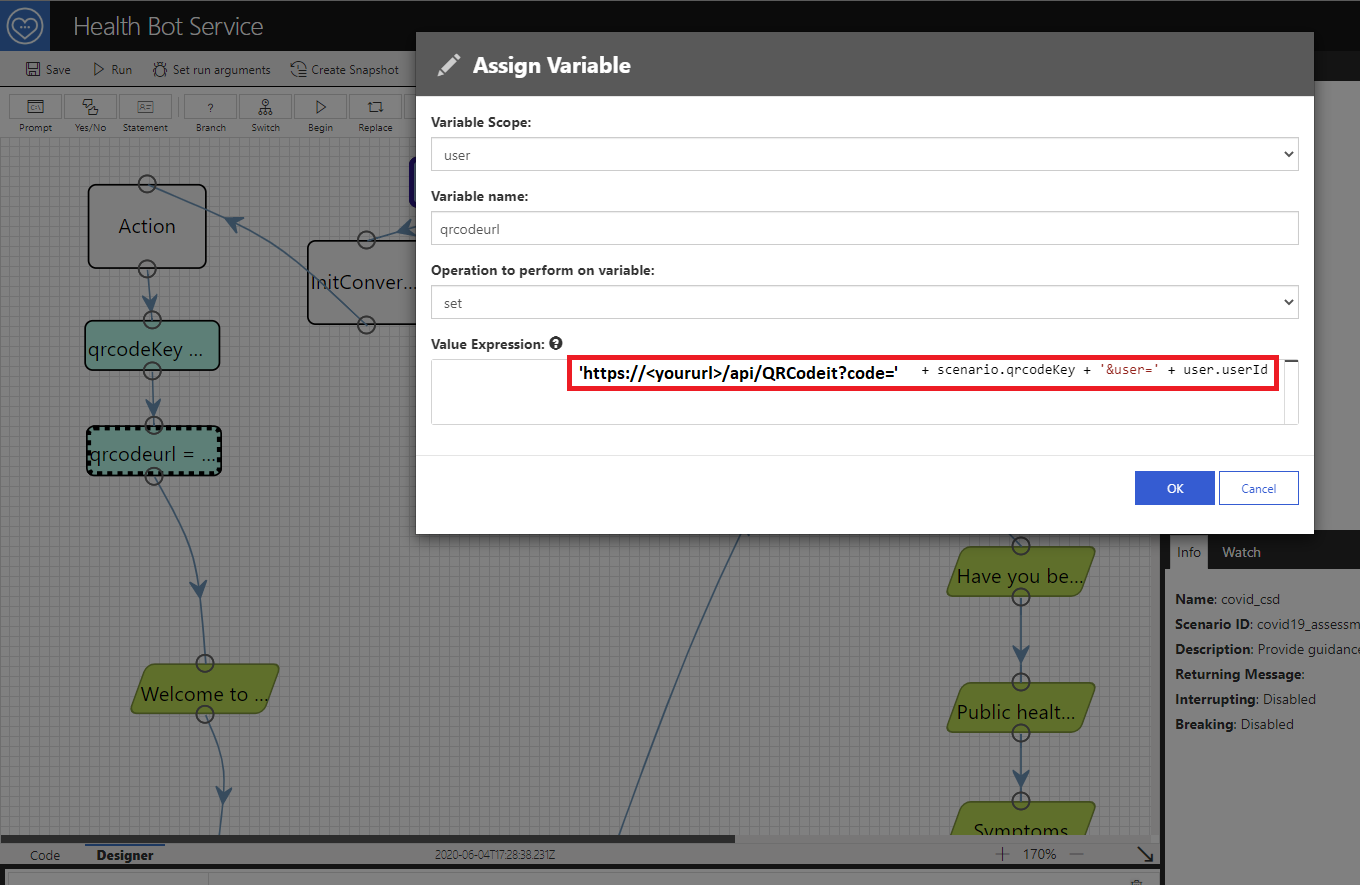 Health Bot Service
Save Run Set run arguments Create Snapshot
Prompt Yes/No Statement Branch Switch Begin Replace
Assign Variable
Variable Scope:
user
Variable name:
qrcodeurl
Operation to perform on variable:
set
Value Expression:
'https://<yoururl>/api/QRCodeit?code=' + scenario.qrcodeKey + '&user=' + user.userId
OK Cancel
Action
InitConver...
qrcodeKey ...
qrcodeurl = ...
Welcome to ...
Have you be...
Public healt...
Symptoms
Info Watch
Name: covid_csd
Scenario ID: covid19_assessm
Description: Provide guidance
Returning Message:
Interrupting: Disabled
Breaking: Disabled
Code Designer 2020-06-04T17:28:38.231Z 170%